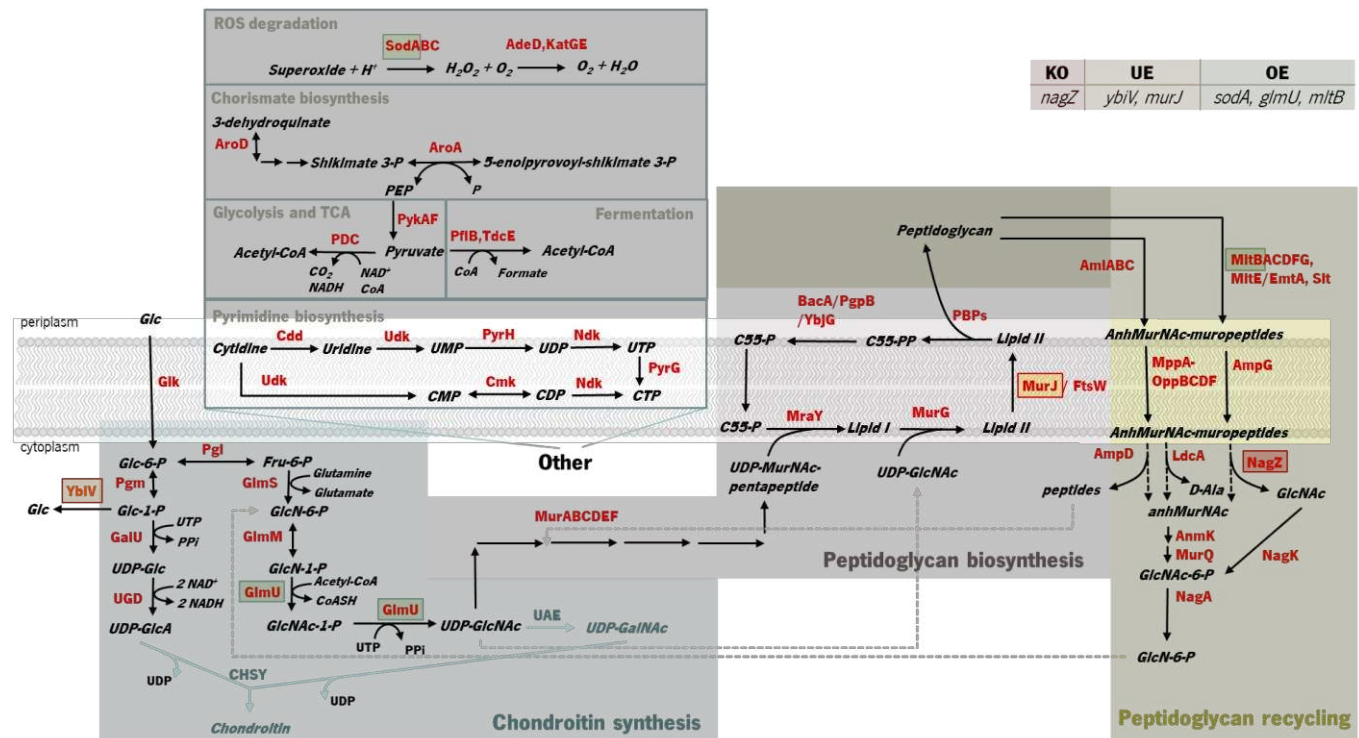 ROS degradation
SodABC
AdeD,KatGE
Superoxide + H⁺
H₂O₂ + O₂
O₂ + H₂O
Chorismate biosynthesis
3-dehydroquinate
AroD
Shikimate 3-P
AroA
5-enolpyrovoyl-shikimate 3-P
PEP
P
Glycolysis and TCA
PykAF
Fermentation
PDC
PflB,TdcE
Acetyl-CoA
Pyruvate
Acetyl-CoA
CO₂
NADH
NAD⁺
CoA
CoA
Formate
Pyrimidine biosynthesis
Cdd
Udk
PyrH
Ndk
Cytidine
Uridine
UMP
UDP
UTP
PyrG
Udk
Cmk
Ndk
CMP
CDP
CTP
Other
KO
UE
OE
nagZ
ybiV, murJ
sodA, glmU, mltB
periplasm
Glc
Glk
cytoplasm
Glc-6-P
Pgi
Fru-6-P
YbiV
Pgm
GlmS
Glutamine
Glutamate
Glc
Glc-1-P
GlcN-6-P
GalU
UTP
PPi
GlmM
UDP-Glc
GlcN-1-P
UGD
2 NAD⁺
2 NADH
GlmU
Acetyl-CoA
CoASH
UDP-GlcA
GlcNAc-1-P
GlmU
UTP
PPi
UDP-GlcNAc
UAE
UDP-GalNAc
UDP
CHSY
UDP
Chondroitin
Chondroitin synthesis
MurABCDEF
Peptidoglycan
BacA/PgpB
/YbjG
PBPs
C55-P
C55-PP
Lipid II
MurJ
/ FtsW
C55-P
MraY
Lipid I
MurG
Lipid II
UDP-MurNAc-
pentapeptide
UDP-GlcNAc
Peptidoglycan biosynthesis
AmiABC
MltBACDFG,
MltE/EmtA, Slt
AnhMurNAc-muropeptides
MppA-
OppBCDF
AmpG
AnhMurNAc-muropeptides
AmpD
LdcA
NagZ
peptides
D-Ala
GlcNAc
anhMurNAc
AnmK
MurQ
NagK
GlcNAc-6-P
NagA
GlcN-6-P
Peptidoglycan recycling